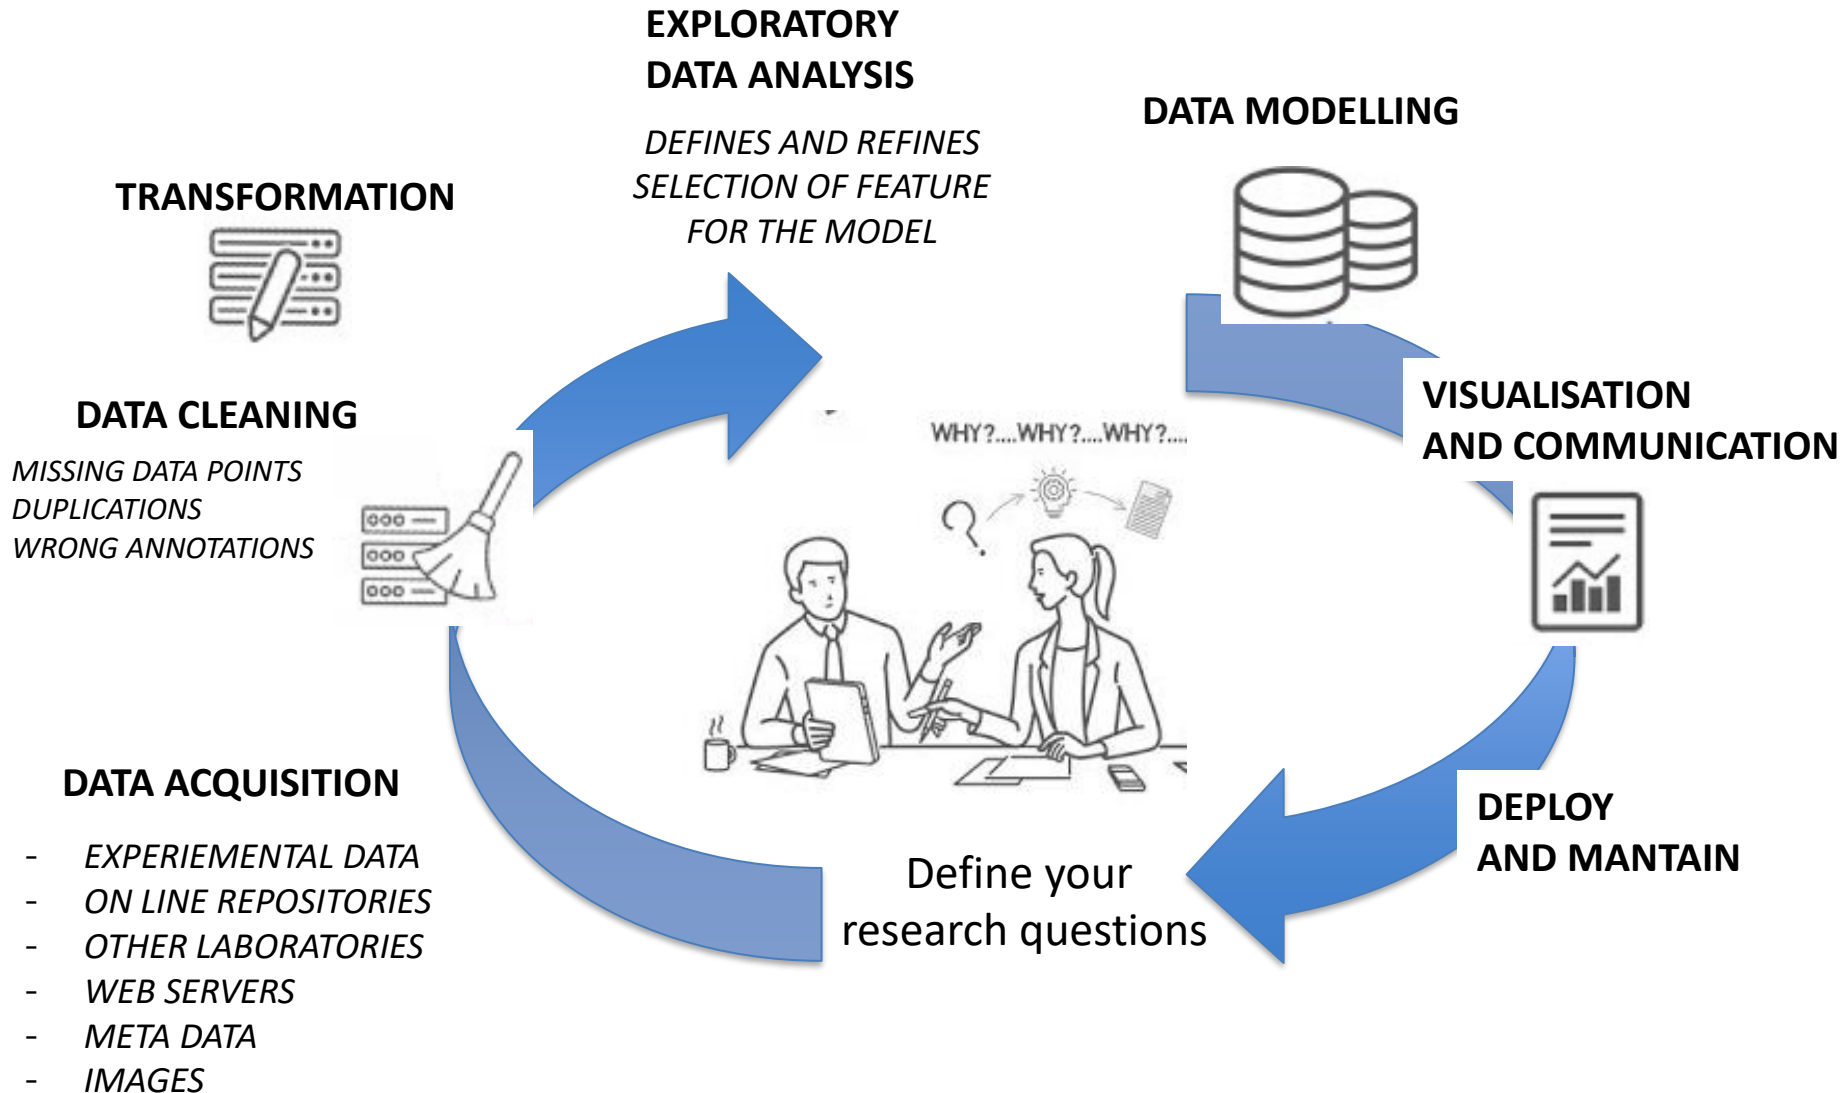 EXPLORATORY
DATA ANALYSIS
DEFINES AND REFINES
SELECTION OF FEATURE
FOR THE MODEL
DATA MODELLING
TRANSFORMATION
DATA CLEANING
MISSING DATA POINTS
DUPLICATIONS
WRONG ANNOTATIONS
WHY?....WHY?....WHY?....
VISUALISATION
AND COMMUNICATION
DATA ACQUISITION
- EXPERIEMENTAL DATA
- ON LINE REPOSITORIES
- OTHER LABORATORIES
- WEB SERVERS
- META DATA
- IMAGES
Define your
research questions
DEPLOY
AND MANTAIN